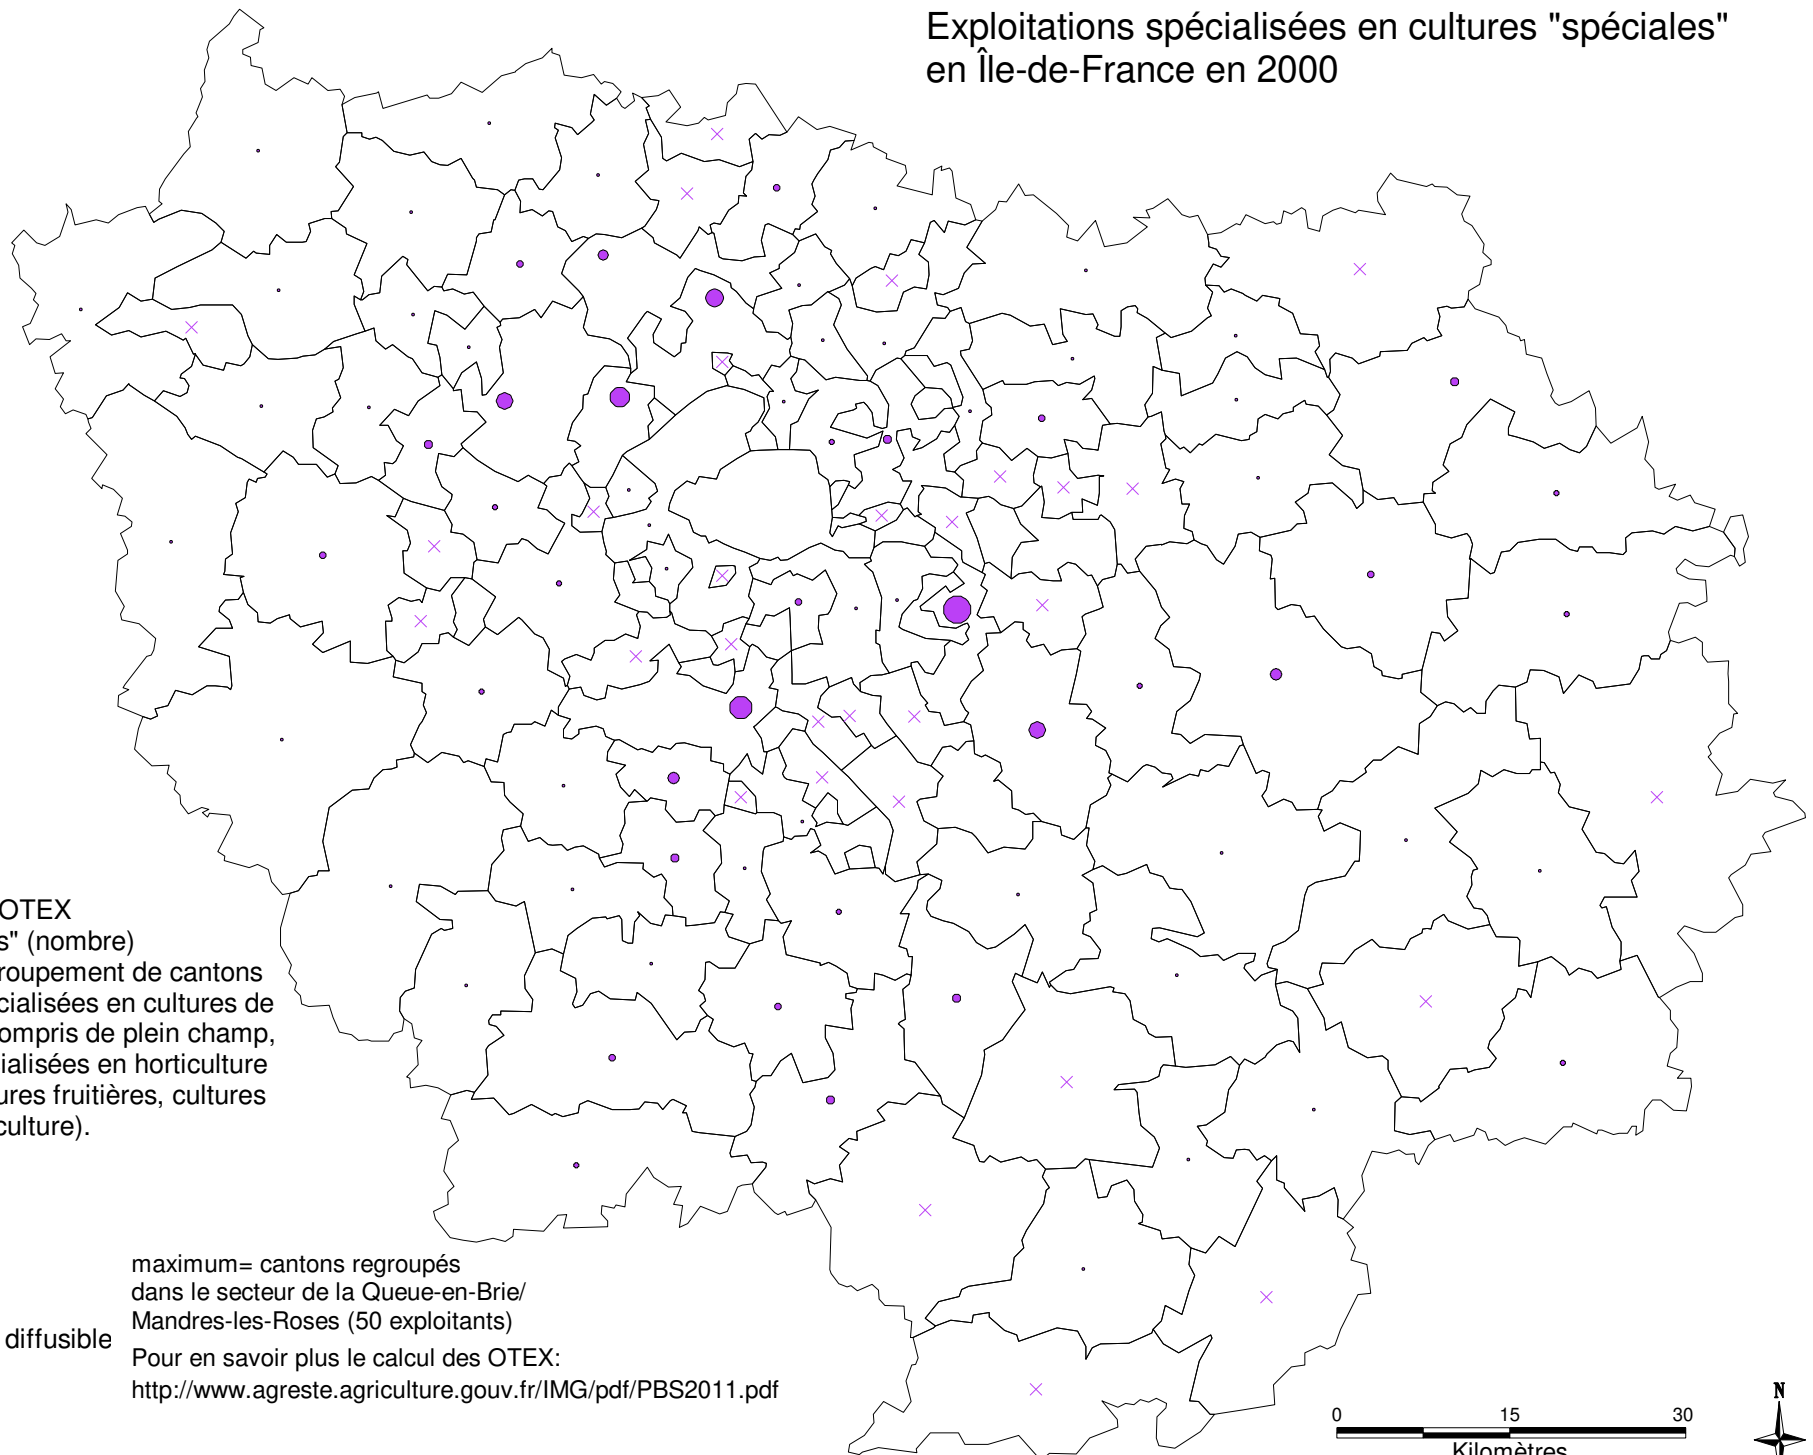 Exploitations spécialisées en cultures "spéciales"
en Île-de-France en 2000
OTEX
s" (nombre)
roupement de cantons
cialisées en cultures de
ompris de plein champ,
ialisées en horticulture
ures fruitières, cultures
culture).
diffusible
maximum= cantons regroupés
dans le secteur de la Queue-en-Brie/
Mandres-les-Roses (50 exploitants)
Pour en savoir plus le calcul des OTEX:
http://www.agreste.agriculture.gouv.fr/IMG/pdf/PBS2011.pdf
0 15 30
Kilomètres
N